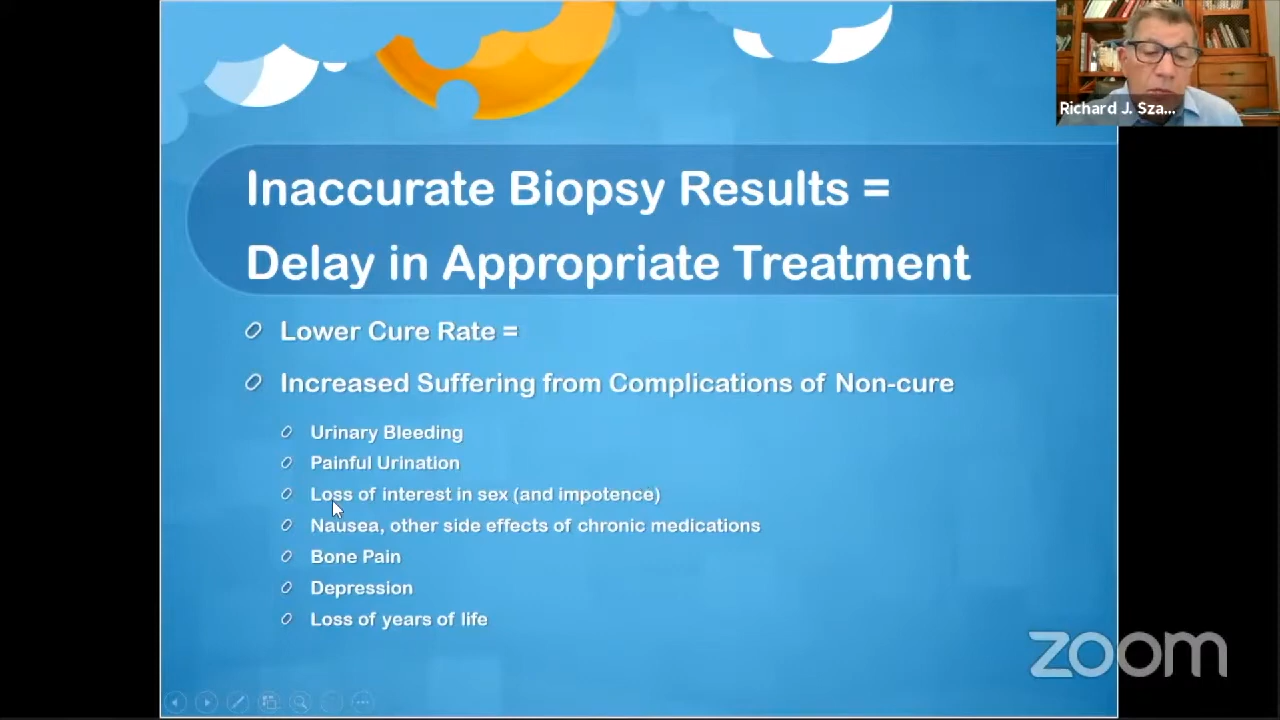 Richard J. Sza...
Inaccurate Biopsy Results =
Delay in Appropriate Treatment
Lower Cure Rate =
Increased Suffering from Complications of Non-cure
Urinary Bleeding
Painful Urination
Loss of interest in sex (and impotence)
Nausea, other side effects of chronic medications
Bone Pain
Depression
Loss of years of life
zoom